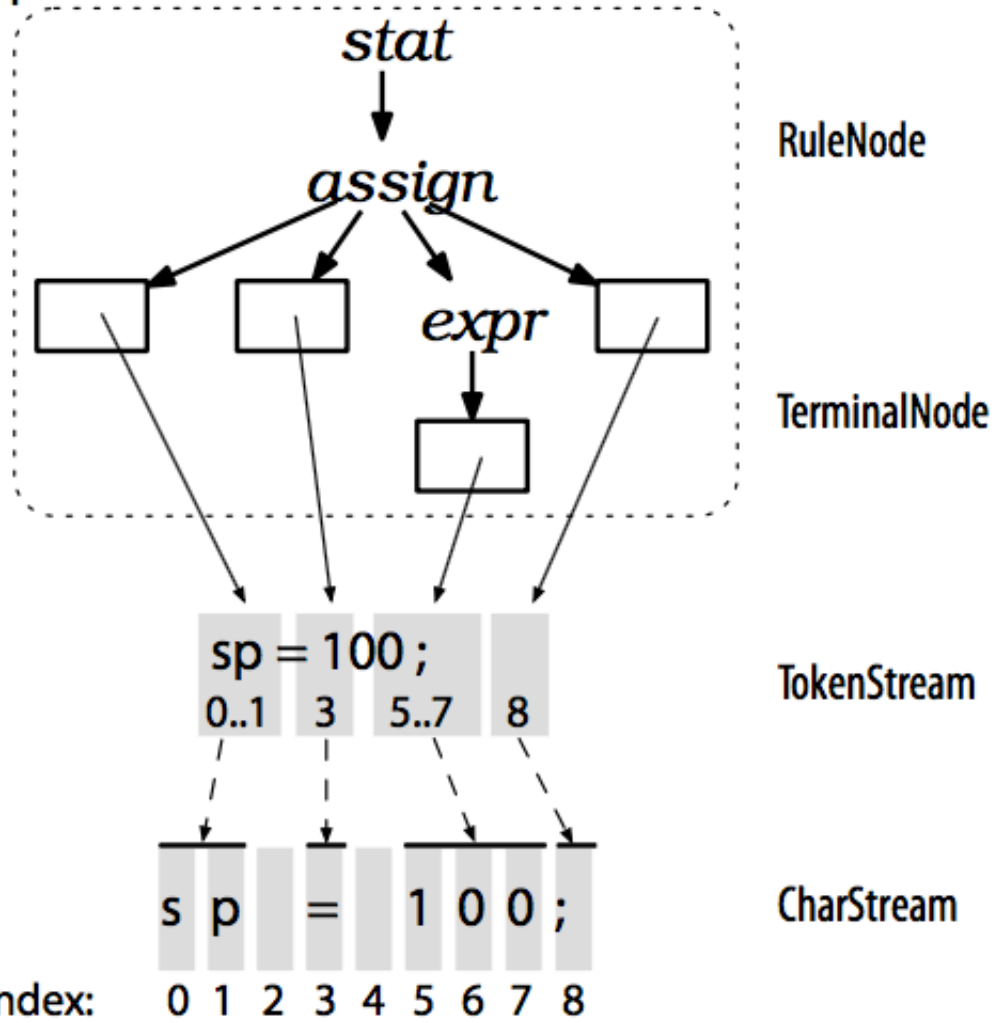 stat
RuleNode
assign
expr
TerminalNode
sp = 100 ;
0..1 3 5..7 8
TokenStream
s p = 1 0 0 ;
CharStream
ndex: 0 1 2 3 4 5 6 7 8